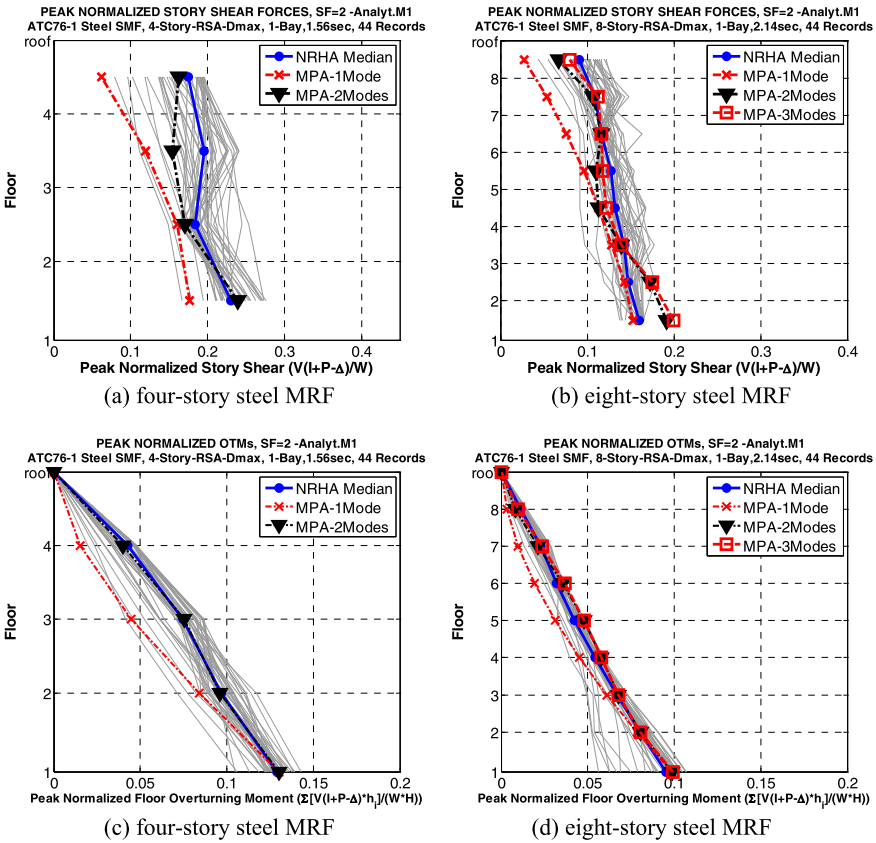 PEAK NORMALIZED STORY SHEAR FORCES, SF=2 -Analyt.M1
ATC76-1 Steel SMF, 4-Story-RSA-Dmax, 1-Bay,1.56sec, 44 Records
roof
4
3
2
1
Floor
NRHA Median
MPA-1Mode
MPA-2Modes
0 0.1 0.2 0.3 0.4
Peak Normalized Story Shear (V(I+P-Δ)/W)
(a) four-story steel MRF
PEAK NORMALIZED STORY SHEAR FORCES, SF=2 -Analyt.M1
ATC76-1 Steel SMF, 8-Story-RSA-Dmax, 1-Bay,2.14sec, 44 Records
roof
8
7
6
5
4
3
2
1
Floor
NRHA Median
MPA-1Mode
MPA-2Modes
MPA-3Modes
0 0.1 0.2 0.3 0.4
Peak Normalized Story Shear (V(I+P-Δ)/W)
(b) eight-story steel MRF
PEAK NORMALIZED OTMs, SF=2 -Analyt.M1
ATC76-1 Steel SMF, 4-Story-RSA-Dmax, 1-Bay,1.56sec, 44 Records
roof
4
3
2
1
Floor
NRHA Median
MPA-1Mode
MPA-2Modes
0 0.05 0.1 0.15 0.2
Peak Normalized Floor Overturning Moment (Σ[V(I+P-Δ)*hi]/(W*H))
(c) four-story steel MRF
PEAK NORMALIZED OTMs, SF=2 -Analyt.M1
ATC76-1 Steel SMF, 8-Story-RSA-Dmax, 1-Bay,2.14sec, 44 Records
roof
8
7
6
5
4
3
2
1
Floor
NRHA Median
MPA-1Mode
MPA-2Modes
MPA-3Modes
0 0.05 0.1 0.15 0.2
Peak Normalized Floor Overturning Moment (Σ[V(I+P-Δ)*hi]/(W*H))
(d) eight-story steel MRF